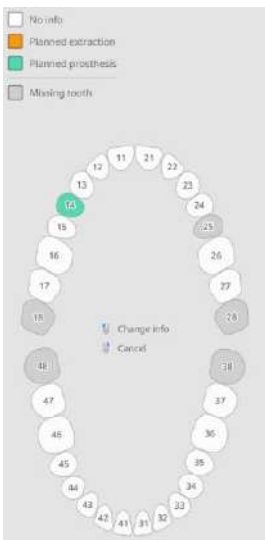 No info
Planned extraction
Planned prosthesis
Missing tooth
11 21
12 22
13 23
14 24
15 25
16 26
17 27
18 28
Change info
Cancel
48 38
47 37
46 36
45 35
44 34
43 33
42 41 31 32